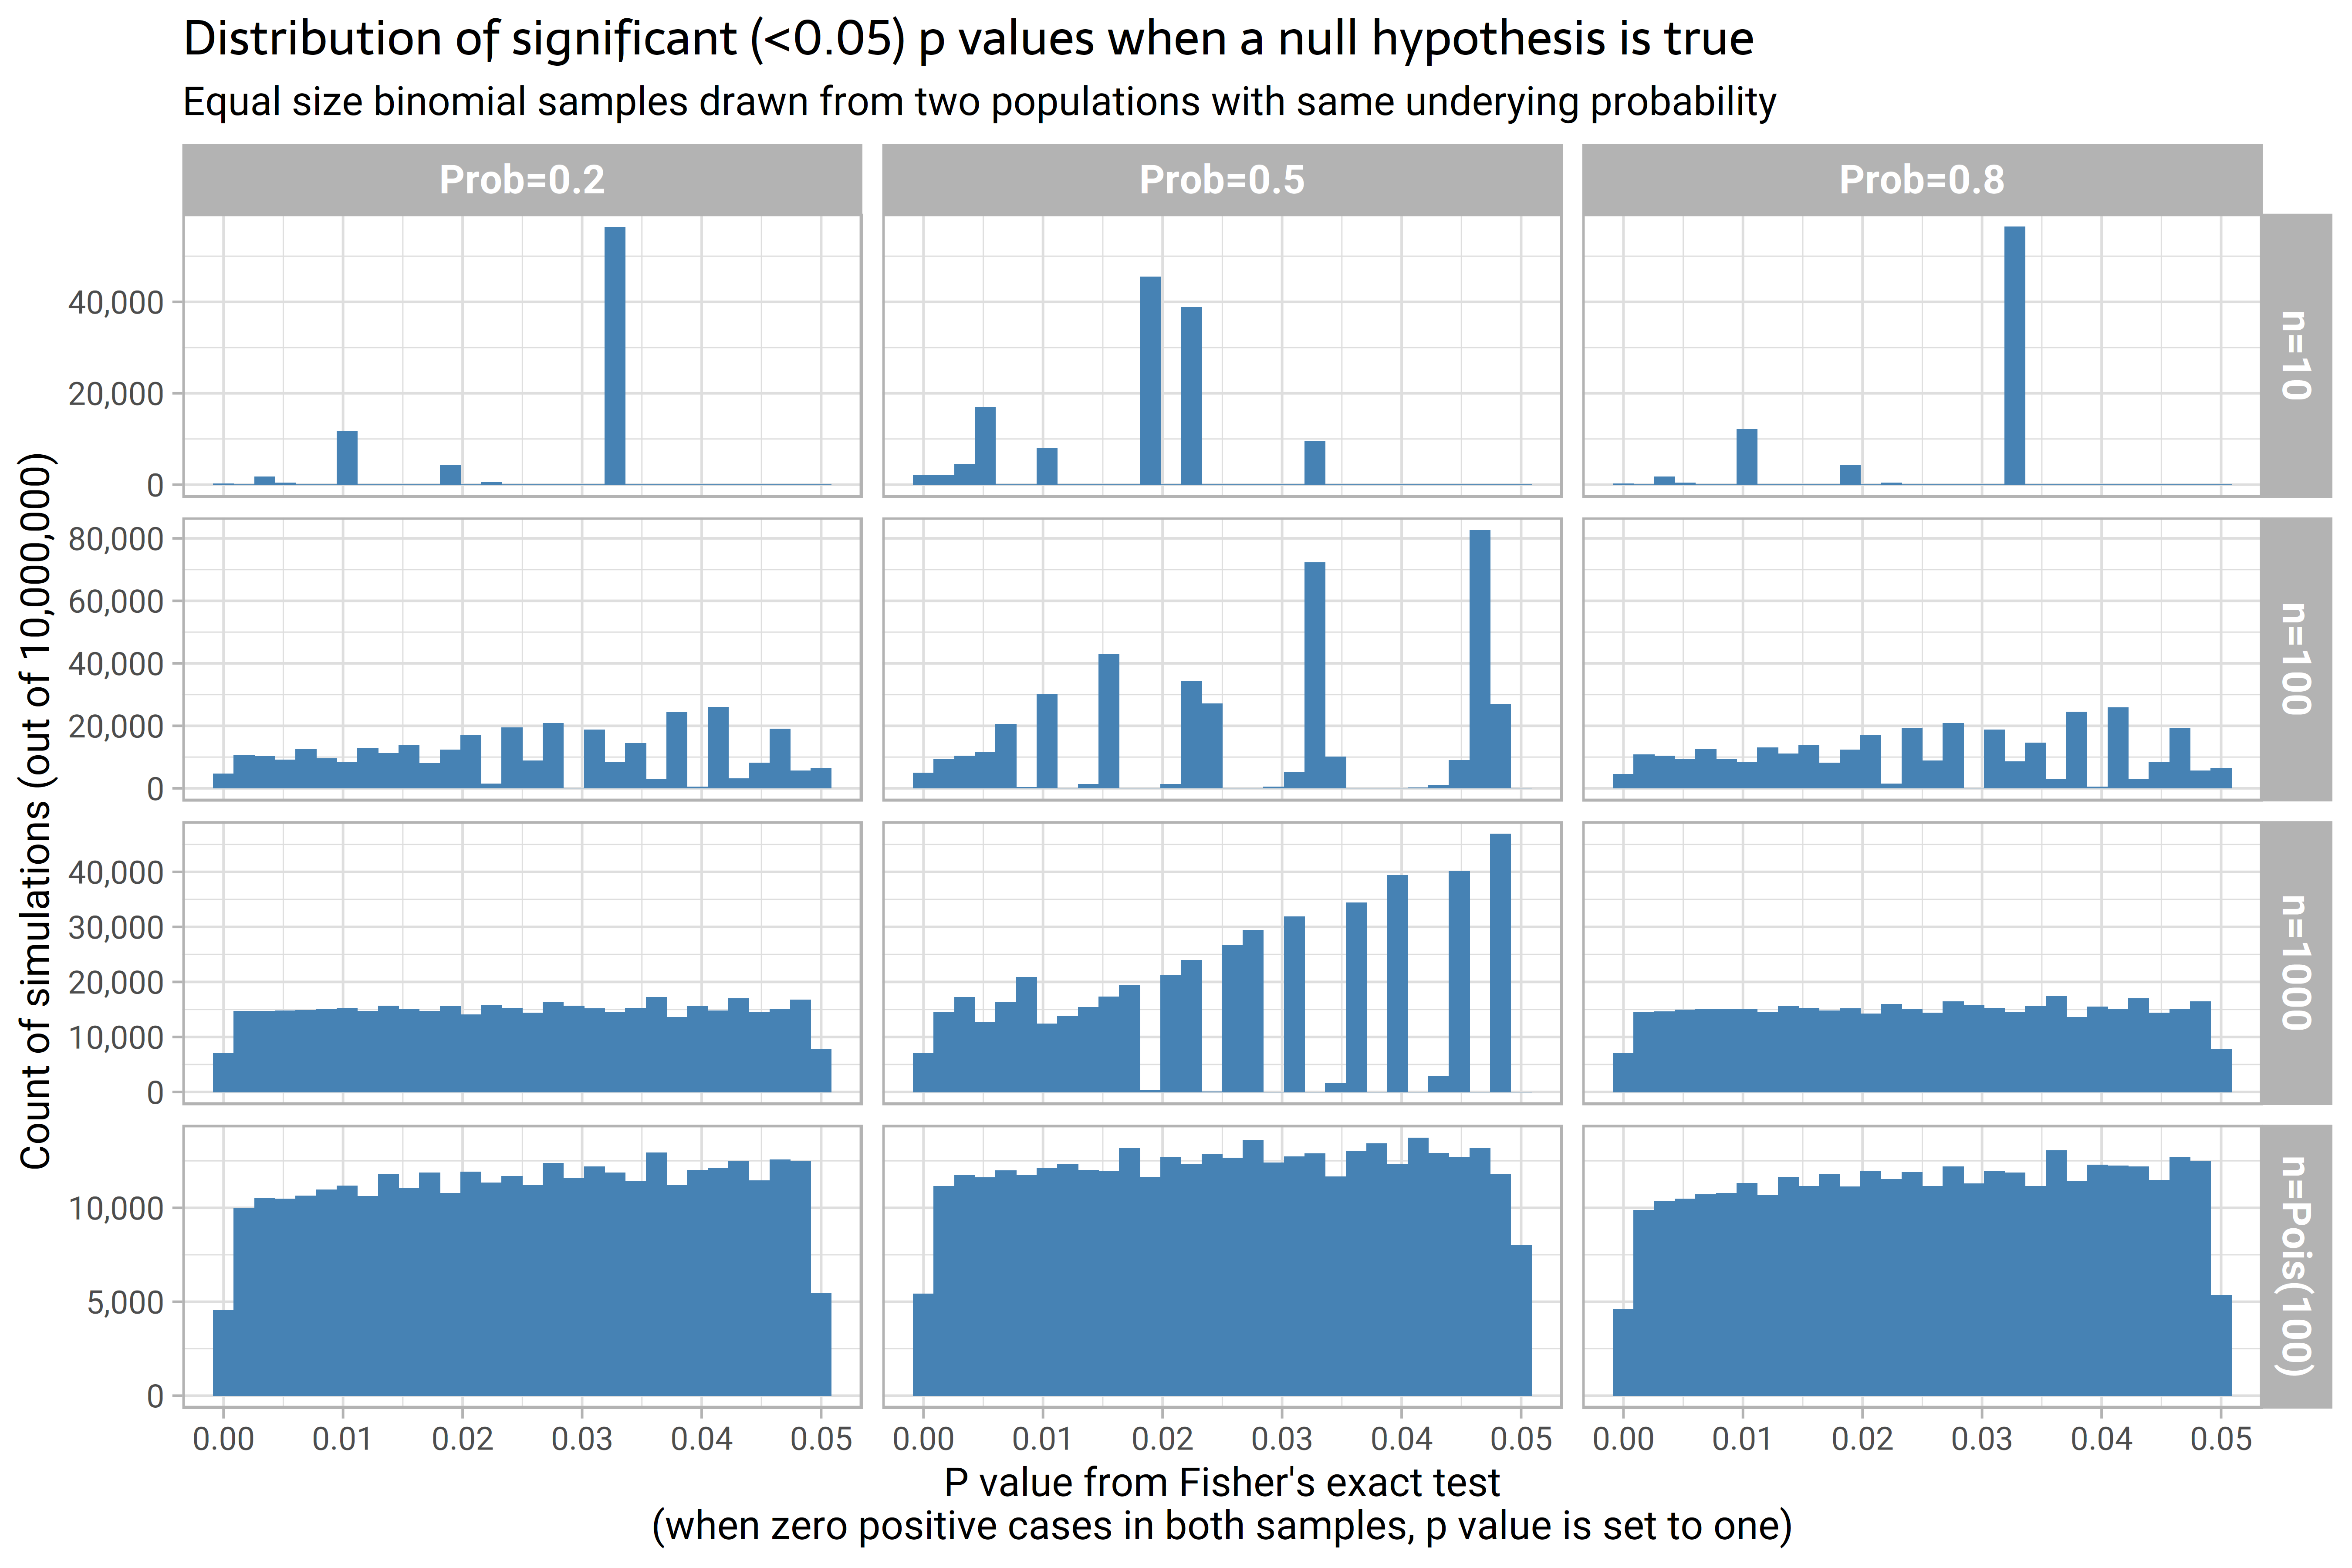 Distribution of significant (<0.05) p values when a null hypothesis is true
Equal size binomial samples drawn from two populations with same underying probability
Prob=0.2
Prob=0.5
Prob=0.8
Count of simulations (out of 10,000,000)
40,000
20,000
0
n=10
80,000
60,000
40,000
20,000
0
n=100
40,000
30,000
20,000
10,000
0
n=1000
10,000
5,000
0
n=Pois(100)
0.00 0.01 0.02 0.03 0.04 0.05
0.00 0.01 0.02 0.03 0.04 0.05
0.00 0.01 0.02 0.03 0.04 0.05
P value from Fisher's exact test
(when zero positive cases in both samples, p value is set to one)